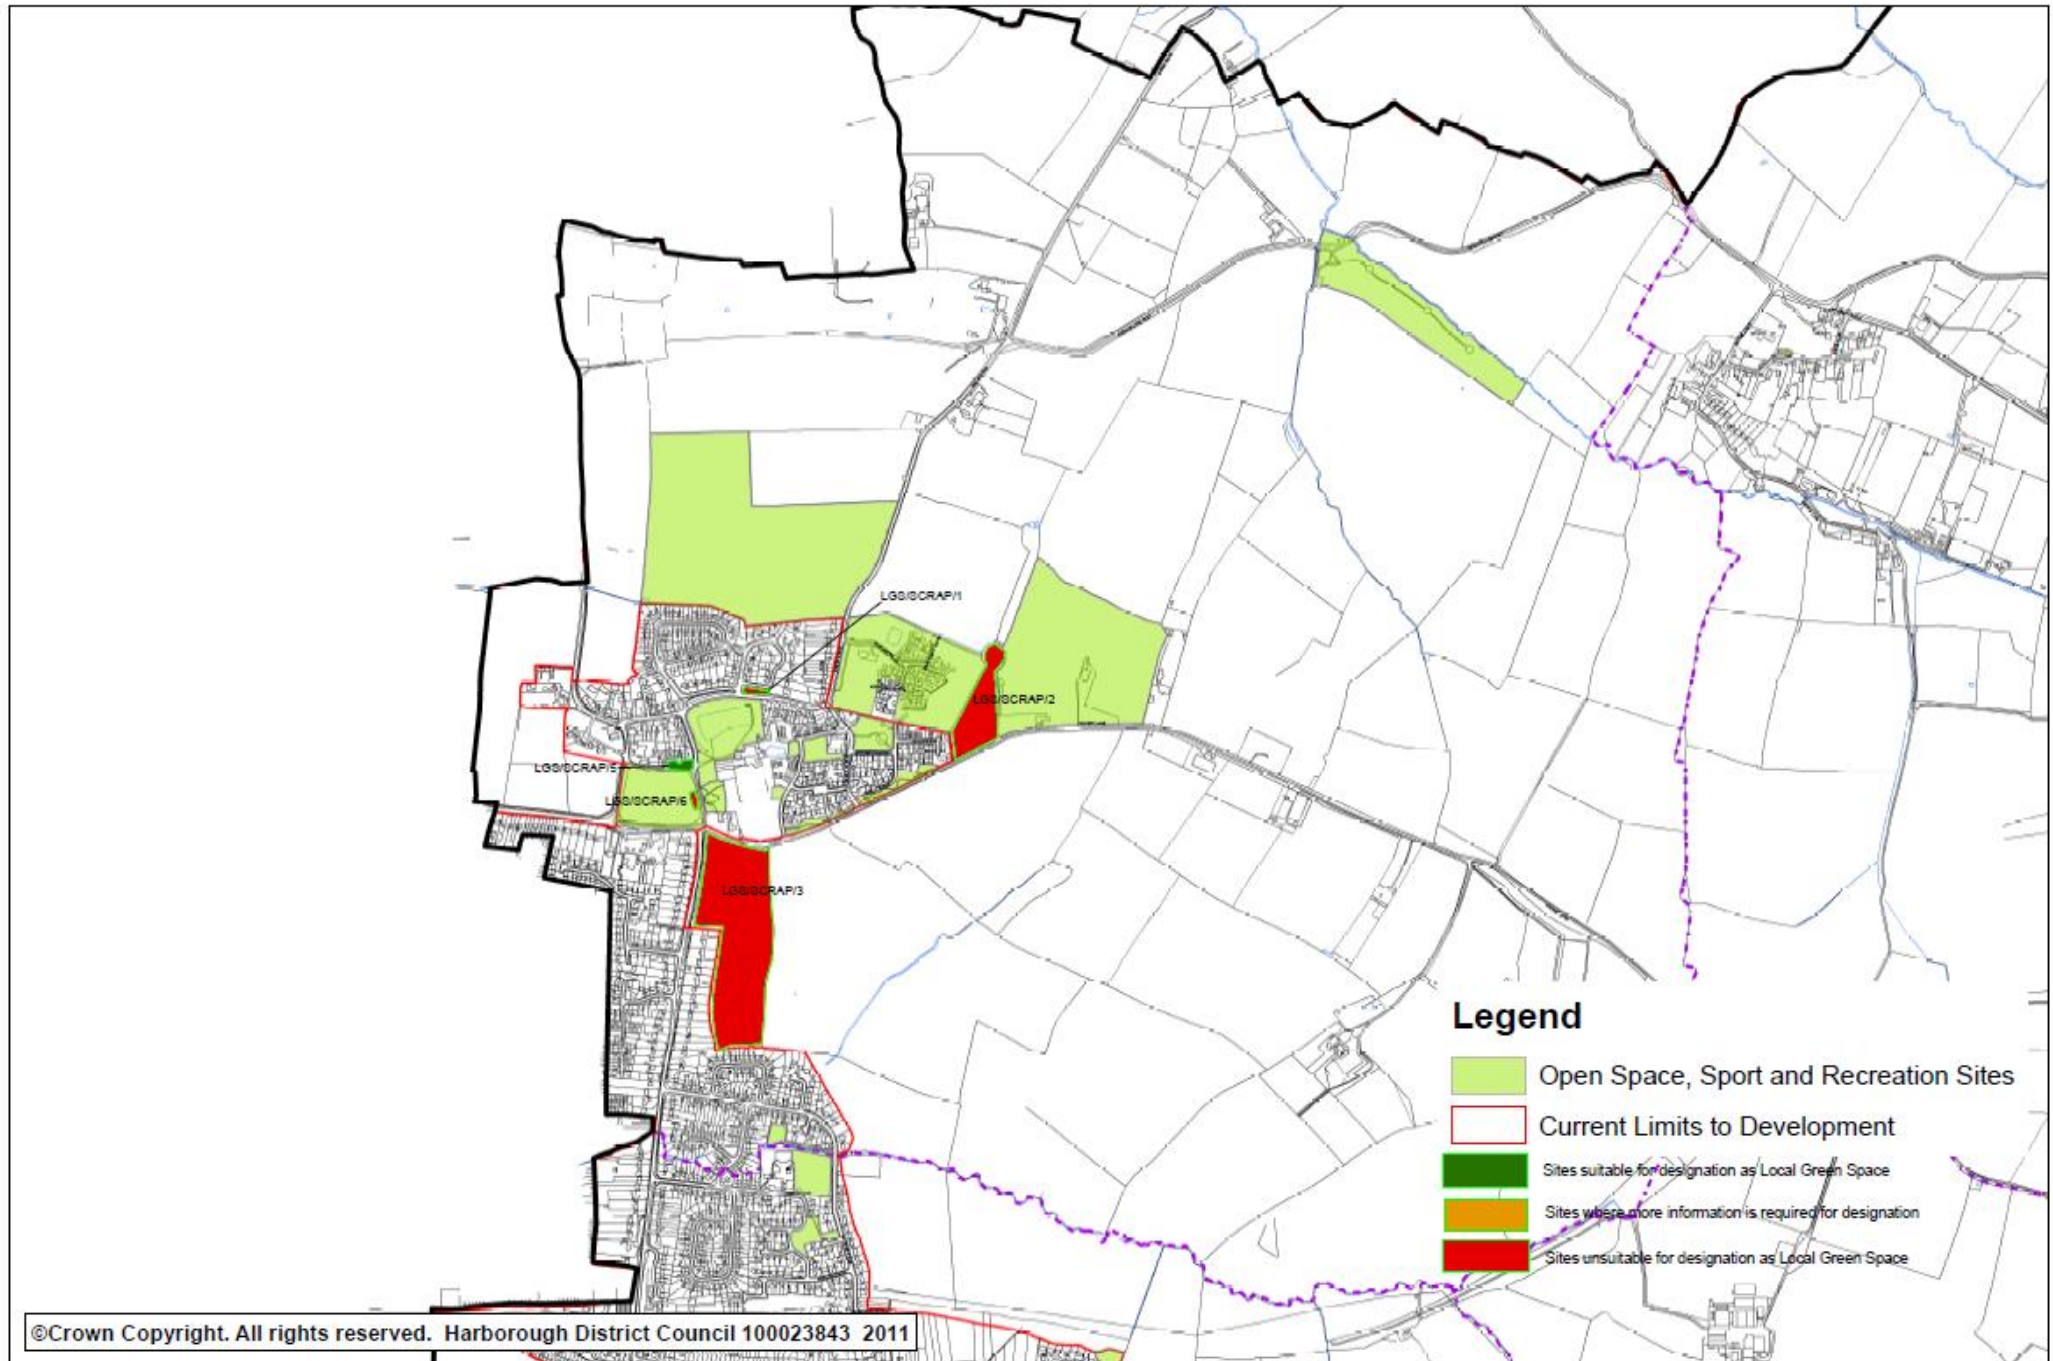 LGS/SCRAP/1
LGS/SCRAP/2
LGS/SCRAP/5
LGS/SCRAP/6
LGS/SCRAP/3
Legend
Open Space, Sport and Recreation Sites
Current Limits to Development
Sites suitable for designation as Local Green Space
Sites where more information is required for designation
Sites unsuitable for designation as Local Green Space
©Crown Copyright. All rights reserved. Harborough District Council 100023843 2011